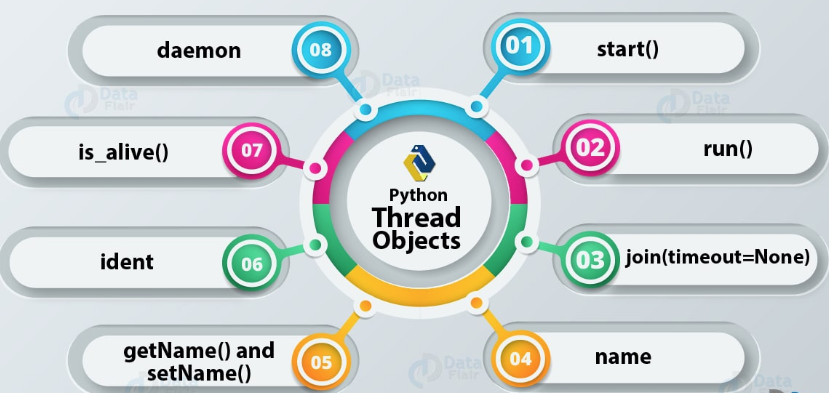 08
daemon
01
start()
07
is_alive()
02
run()
Python
Thread
Objects
06
ident
03
join(timeout=None)
05
getName() and
setName()
04
name
Data
Flair
Data
Flair
Data
Flair
Data
Flair
Data